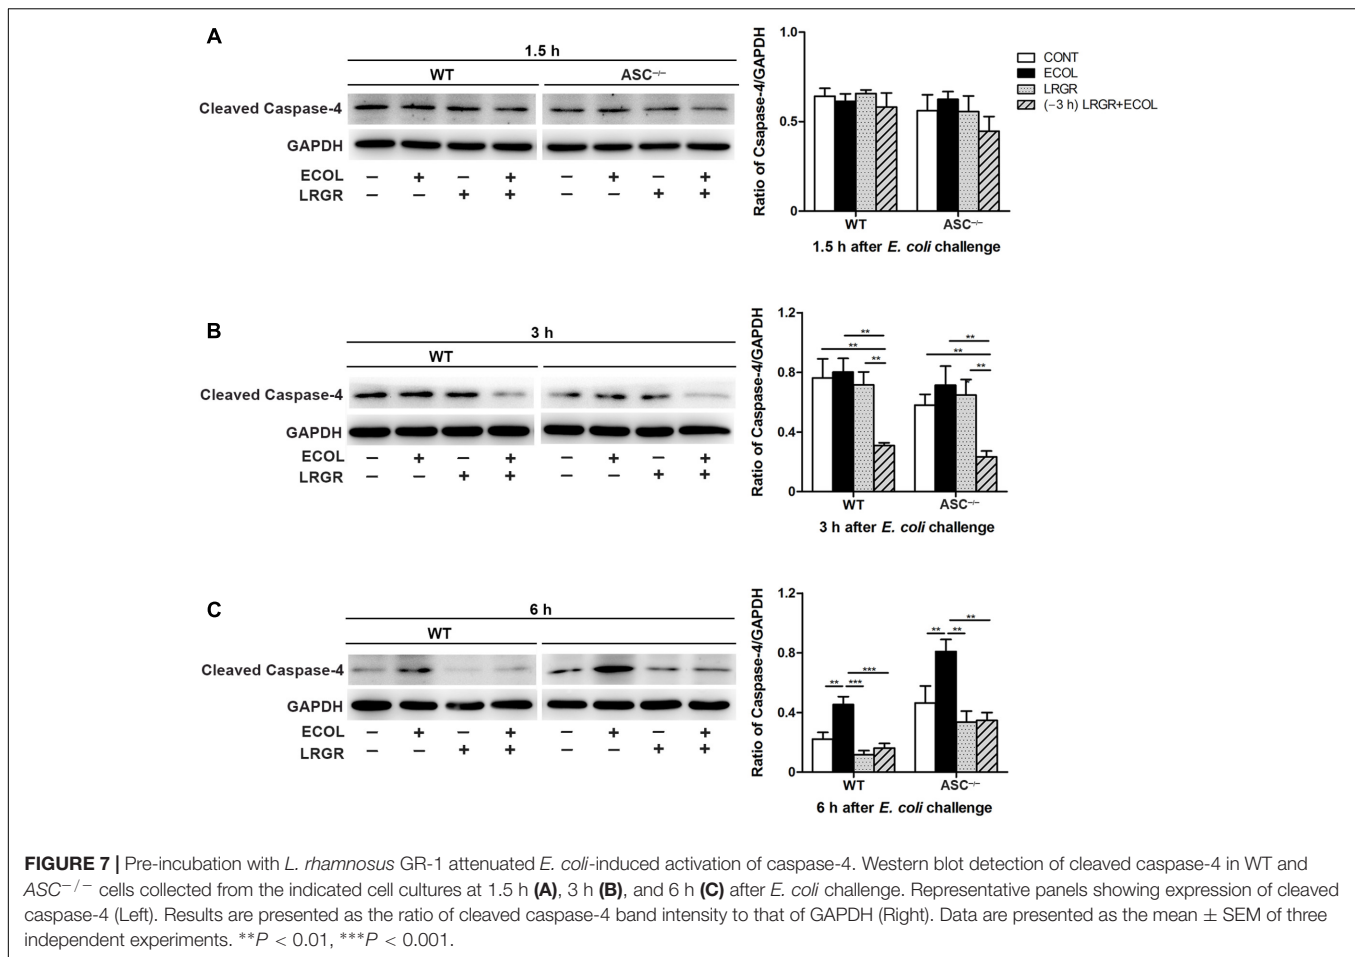 A
1.5 h
WT ASC⁻/⁻
Cleaved Caspase-4
GAPDH
ECOL – + – + – + – +
LRGR – – + + – – + +
Ratio of Csapase-4/GAPDH
1.0
0.5
0
WT ASC⁻/⁻
1.5 h after E. coli challenge
CONT
ECOL
LRGR
(−3 h) LRGR+ECOL
B
3 h
WT
Cleaved Caspase-4
GAPDH
ECOL – + – + – + – +
LRGR – – + + – – + +
Ratio of Caspase-4/GAPDH
1.2
0.8
0.4
0
** ** ** ** ** **
WT ASC⁻/⁻
3 h after E. coli challenge
C
6 h
WT
Cleaved Caspase-4
GAPDH
ECOL – + – + – + – +
LRGR – – + + – – + +
Ratio of Caspase-4/GAPDH
1.2
0.8
0.4
0
** *** *** ** ** **
WT ASC⁻/⁻
6 h after E. coli challenge
FIGURE 7 | Pre-incubation with L. rhamnosus GR-1 attenuated E. coli-induced activation of caspase-4. Western blot detection of cleaved caspase-4 in WT and
ASC−/− cells collected from the indicated cell cultures at 1.5 h (A), 3 h (B), and 6 h (C) after E. coli challenge. Representative panels showing expression of cleaved
caspase-4 (Left). Results are presented as the ratio of cleaved caspase-4 band intensity to that of GAPDH (Right). Data are presented as the mean ± SEM of three
independent experiments. **P < 0.01, ***P < 0.001.